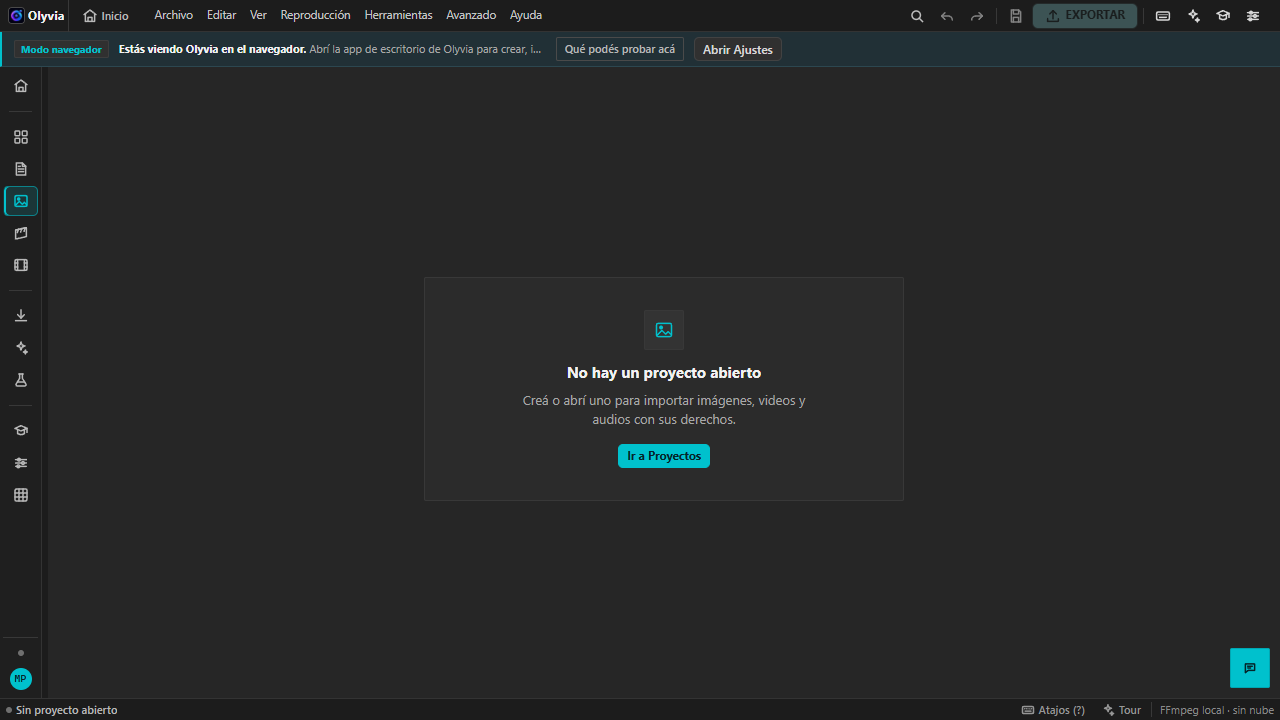 Olyvia
Inicio
Archivo Editar Ver Reproducción Herramientas Avanzado Ayuda
EXPORTAR
Modo navegador
Estás viendo Olyvia en el navegador. Abrí la app de escritorio de Olyvia para crear, i...
Qué podés probar acá
Abrir Ajustes
No hay un proyecto abierto
Creá o abrí uno para importar imágenes, videos y
audios con sus derechos.
Ir a Proyectos
MP
Sin proyecto abierto
Atajos (?)
Tour
FFmpeg local · sin nube